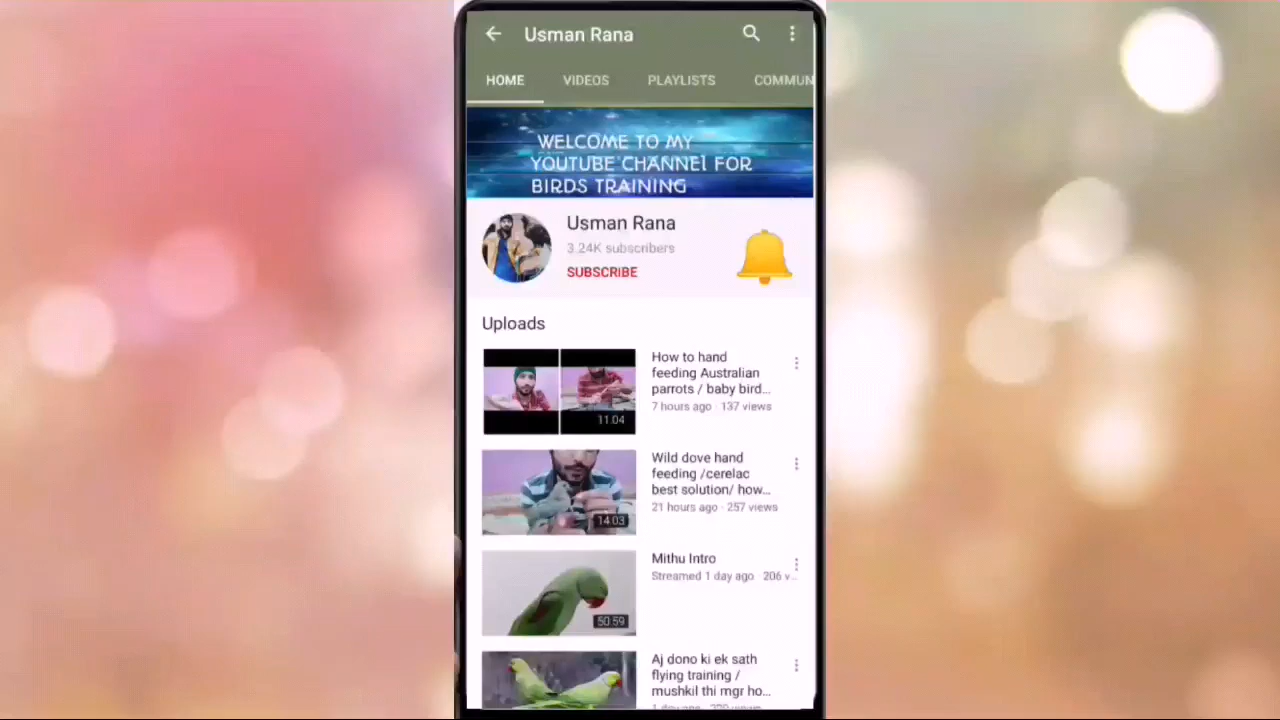 Usman Rana
HOME VIDEOS PLAYLISTS COMMUN
WELCOME TO MY
YOUTUBE CHANNEl FOR
BIRDS TRAINING
Usman Rana
3.24K subscribers
SUBSCRIBE
Uploads
How to hand
feeding Australian
parrots / baby bird...
7 hours ago · 137 views
11:04
Wild dove hand
feeding /cerelac
best solution/ how...
21 hours ago · 257 views
14:03
Mithu Intro
Streamed 1 day ago · 206 v...
50:59
Aj dono ki ek sath
flying training /
mushkil thi mgr ho...
1 day ago